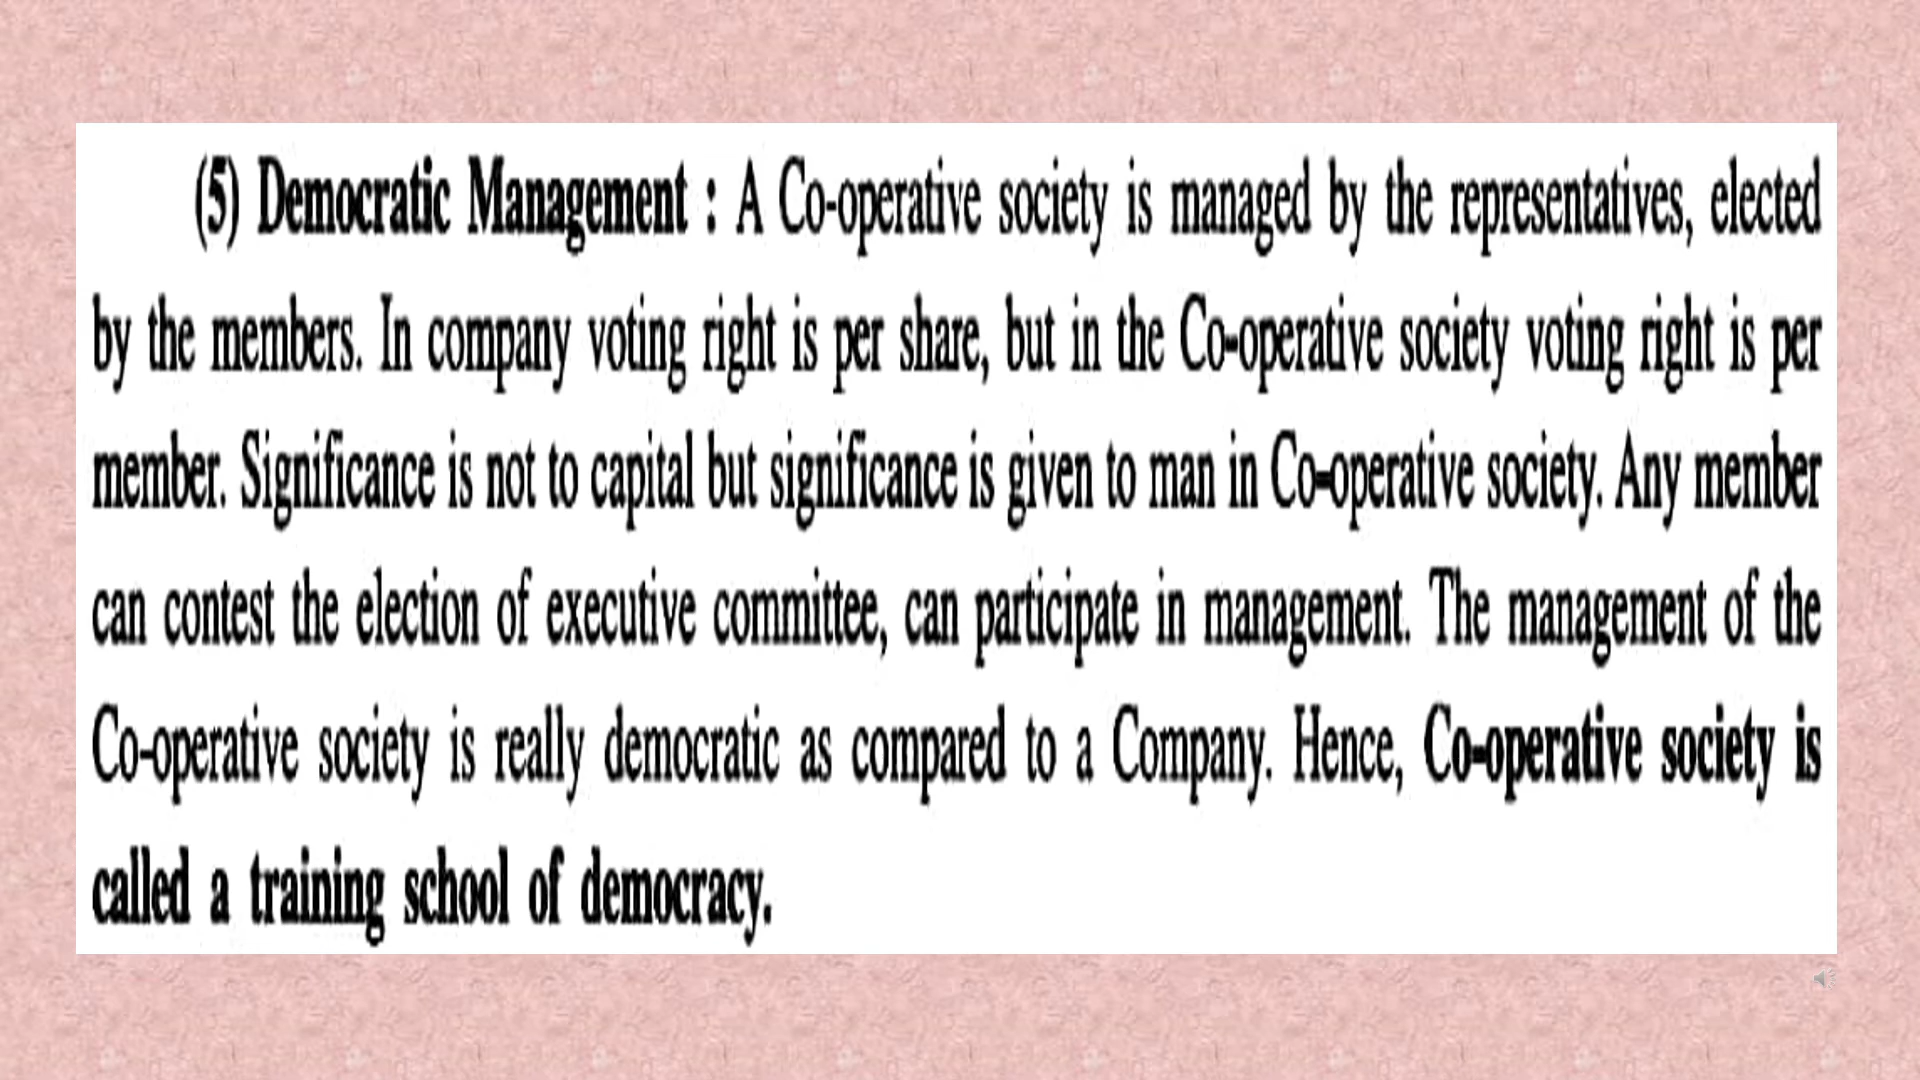 (5) Democratic Management : A Co-operative society is managed by the representatives, elected
by the members. In company voting right is per share, but in the Co-operative society voting right is per
member. Significance is not to capital but significance is given to man in Co-operative society. Any member
can contest the election of executive committee, can participate in management. The management of the
Co-operative society is really democratic as compared to a Company. Hence, Co-operative society is
called a training school of democracy.